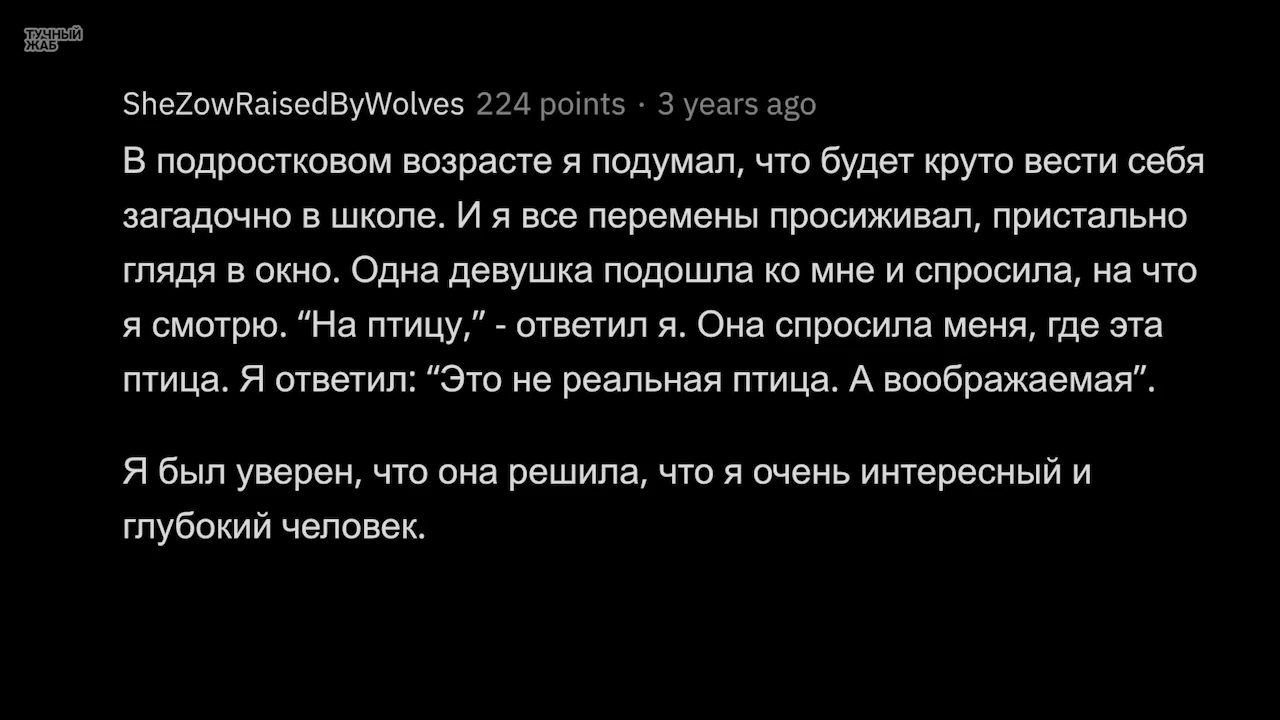 ТУЧНЫЙ
ЖАБ
SheZowRaisedByWolves 224 points · 3 years ago
В подростковом возрасте я подумал, что будет круто вести себя
загадочно в школе. И я все перемены просиживал, пристально
глядя в окно. Одна девушка подошла ко мне и спросила, на что
я смотрю. “На птицу,” - ответил я. Она спросила меня, где эта
птица. Я ответил: “Это не реальная птица. А воображаемая”.
Я был уверен, что она решила, что я очень интересный и
глубокий человек.